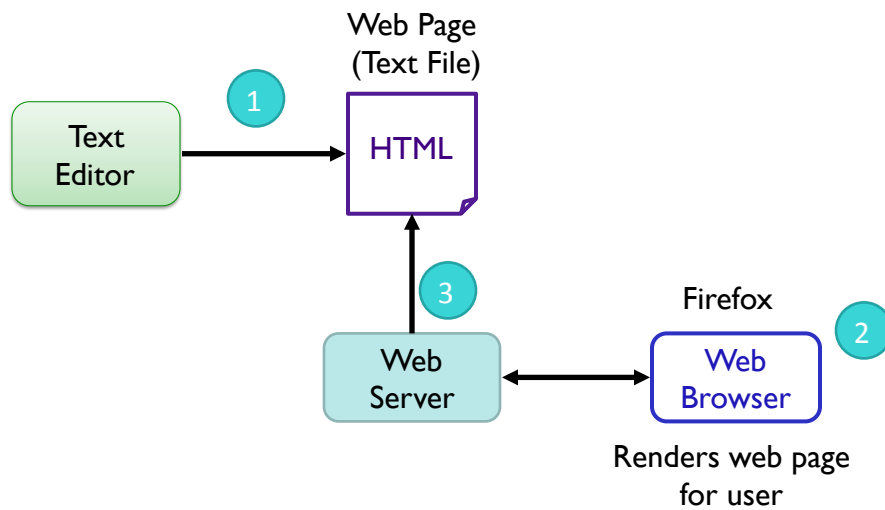 Web Page
(Text File)
1
Text
Editor
HTML
3
Firefox
2
Web
Server
Web
Browser
Renders web page
for user